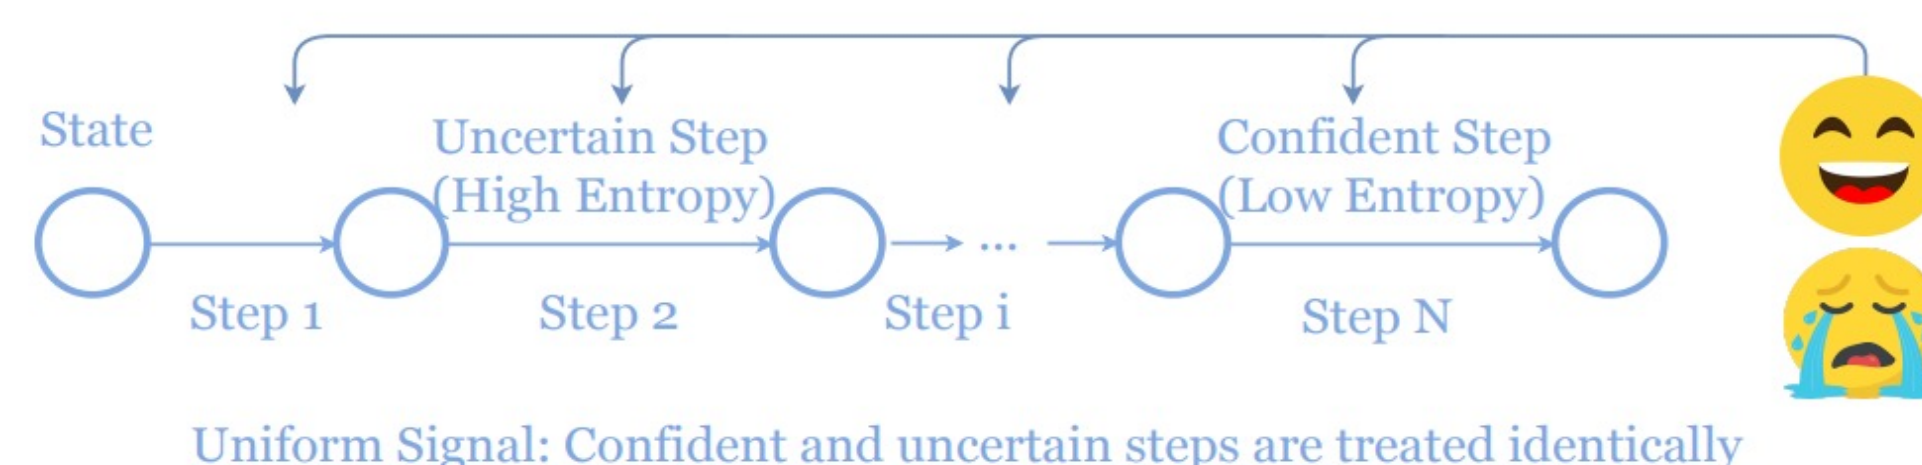 State
Uncertain Step
(High Entropy)
Confident Step
(Low Entropy)
...
Step 1
Step 2
Step i
Step N
Uniform Signal: Confident and uncertain steps are treated identically